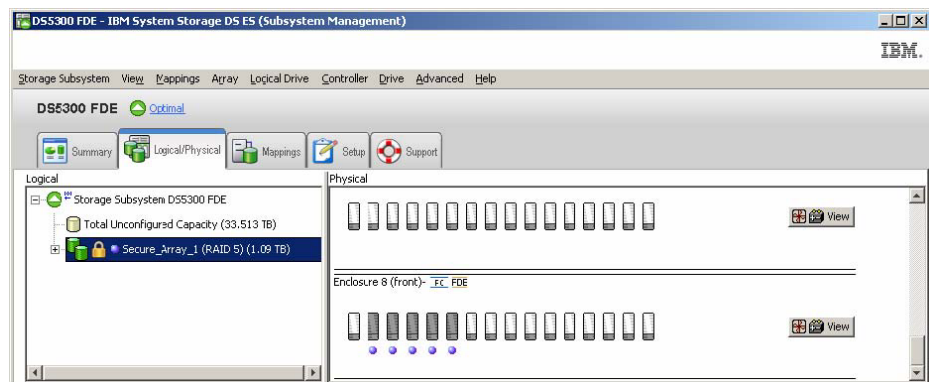 DS5300 FDE - IBM System Storage DS ES (Subsystem Management)
IBM.
Storage Subsystem View Mappings Array Logical Drive Controller Drive Advanced Help
DS5300 FDE Optimal
Summary Logical/Physical Mappings Setup Support
Logical
Storage Subsystem DS5300 FDE
Total Unconfigured Capacity (33.513 TB)
Secure_Array_1 (RAID 5) (1.09 TB)
Physical
View
Enclosure 8 (front)- FC FDE
View